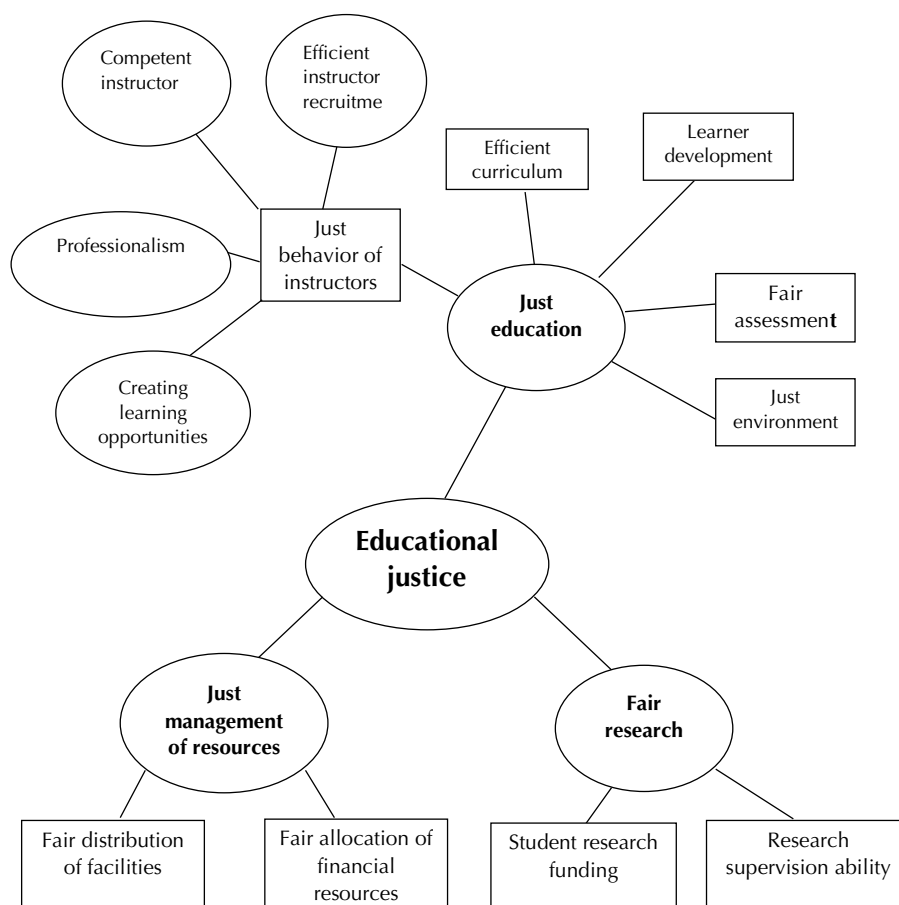 Competent
instructor
Efficient
instructor
recruitme
Efficient
curriculum
Learner
development
Professionalism
Just
behavior of
instructors
Just
education
Fair
assessment
Creating
learning
opportunities
Just
environment
Educational
justice
Just
management
of resources
Fair
research
Fair distribution
of facilities
Fair allocation of
financial
resources
Student research
funding
Research
supervision ability